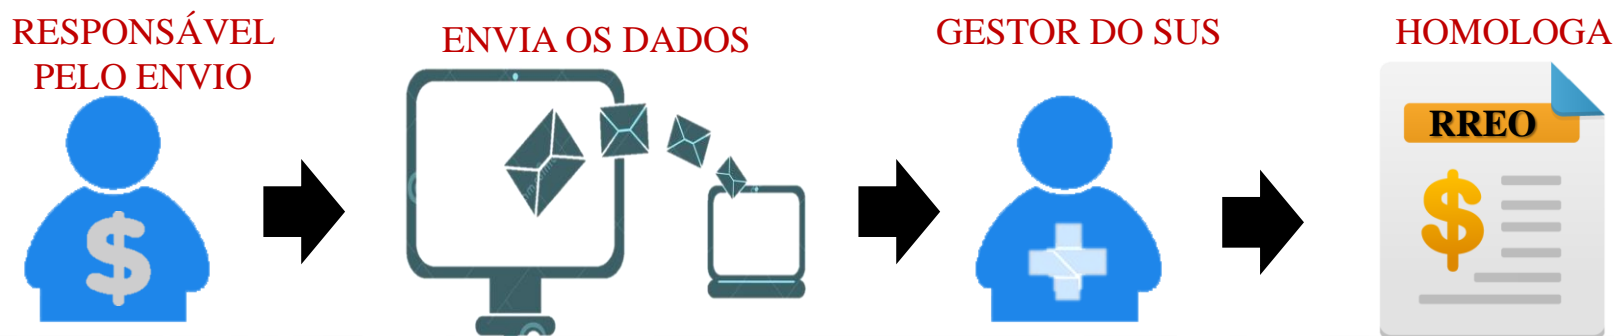 RESPONSÁVEL
PELO ENVIO
ENVIA OS DADOS
GESTOR DO SUS
HOMOLOGA
RREO
$
$